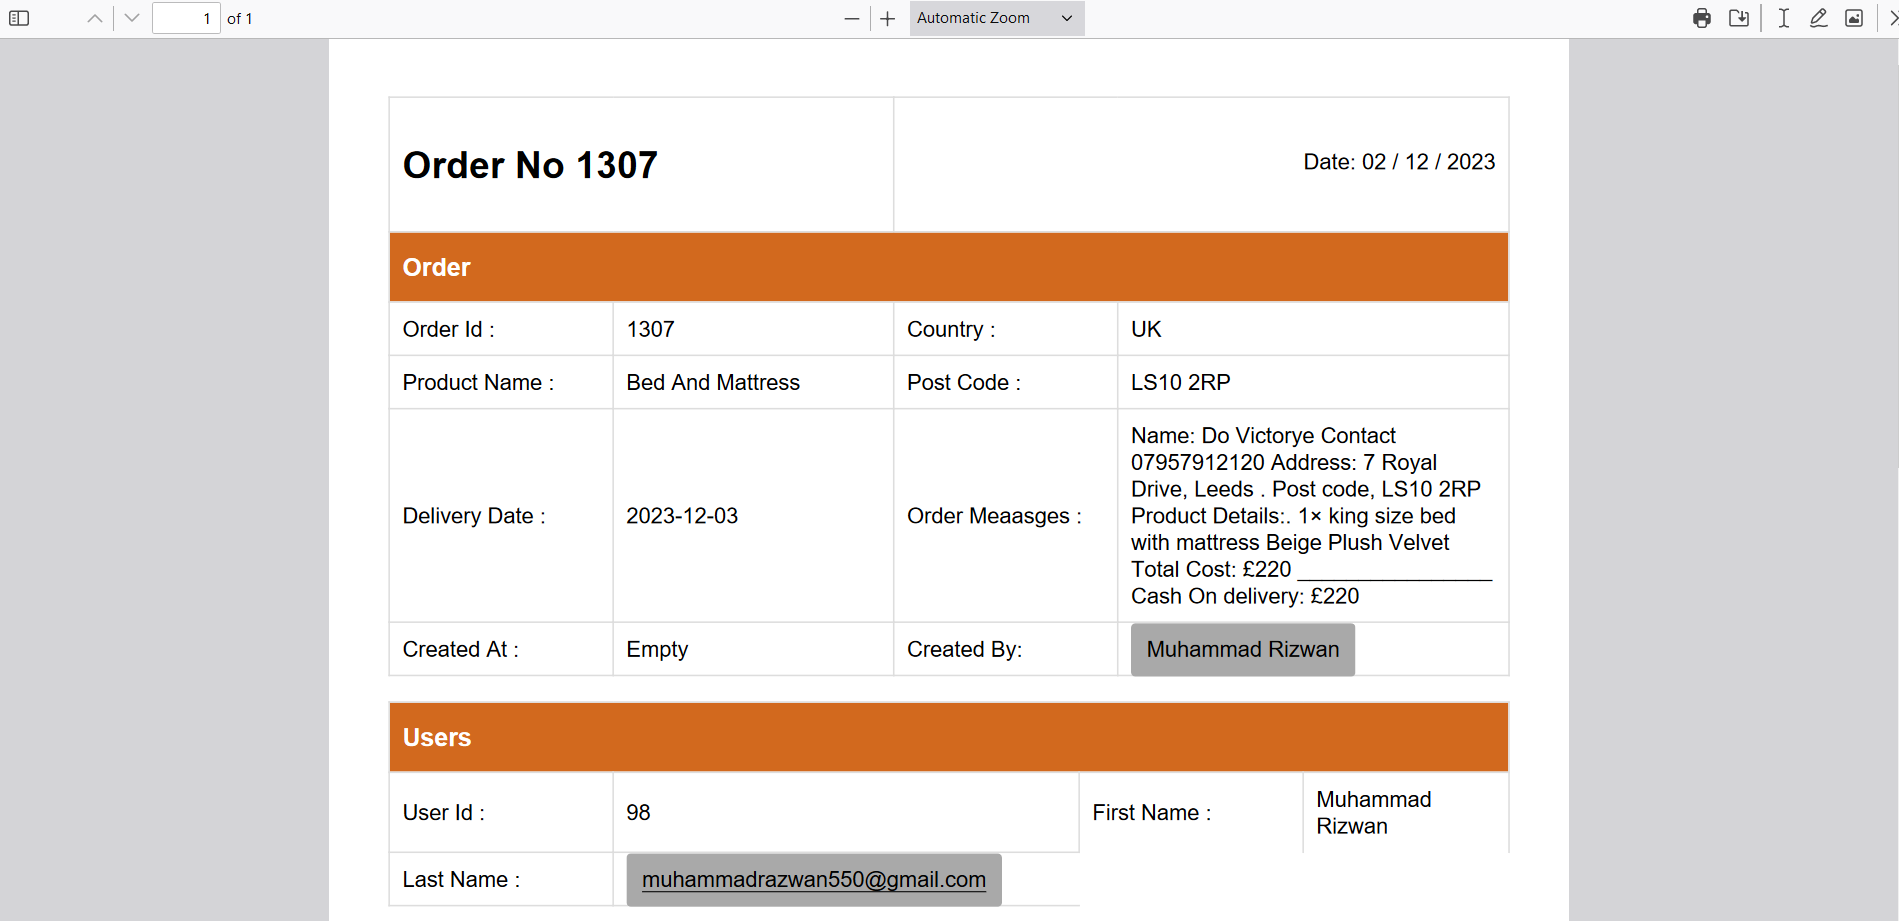 1 of 1 Automatic Zoom
Order No 1307
Date: 02 / 12 / 2023
Order
Order Id : 1307 Country : UK
Product Name : Bed And Mattress Post Code : LS10 2RP
Delivery Date : 2023-12-03 Order Meaasges :
Name: Do Victorye Contact
07957912120 Address: 7 Royal
Drive, Leeds . Post code, LS10 2RP
Product Details:. 1× king size bed
with mattress Beige Plush Velvet
Total Cost: £220 ________________
Cash On delivery: £220
Created At : Empty Created By: Muhammad Rizwan
Users
User Id : 98 First Name :
Muhammad
Rizwan
Last Name : muhammadrazwan550@gmail.com